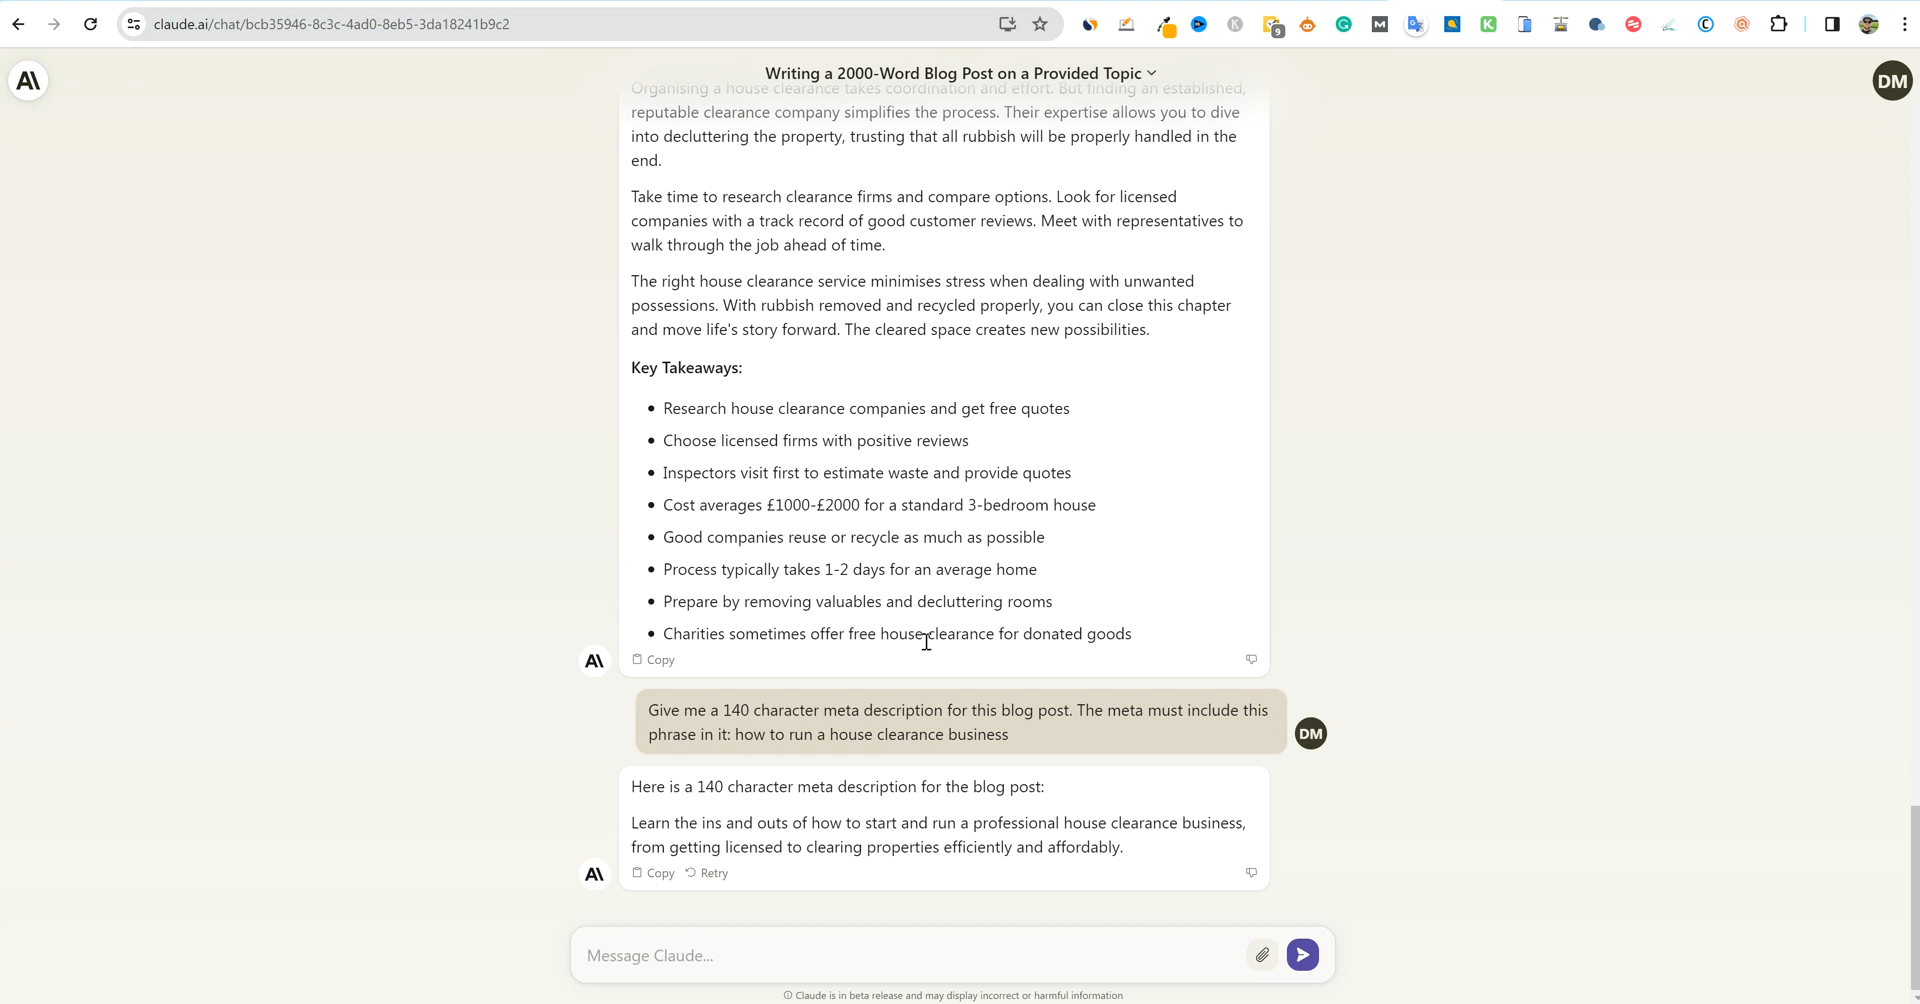 claude.ai/chat/bcb35946-8c3c-4ad0-8eb5-3da18241b9c2
9
Writing a 2000-Word Blog Post on a Provided Topic
DM
Organising a house clearance takes coordination and effort. But finding an established,
reputable clearance company simplifies the process. Their expertise allows you to dive
into decluttering the property, trusting that all rubbish will be properly handled in the
end.
Take time to research clearance firms and compare options. Look for licensed
companies with a track record of good customer reviews. Meet with representatives to
walk through the job ahead of time.
The right house clearance service minimises stress when dealing with unwanted
possessions. With rubbish removed and recycled properly, you can close this chapter
and move life's story forward. The cleared space creates new possibilities.
Key Takeaways:
• Research house clearance companies and get free quotes
• Choose licensed firms with positive reviews
• Inspectors visit first to estimate waste and provide quotes
• Cost averages £1000-£2000 for a standard 3-bedroom house
• Good companies reuse or recycle as much as possible
• Process typically takes 1-2 days for an average home
• Prepare by removing valuables and decluttering rooms
• Charities sometimes offer free house clearance for donated goods
Copy
Give me a 140 character meta description for this blog post. The meta must include this
phrase in it: how to run a house clearance business
DM
Here is a 140 character meta description for the blog post:
Learn the ins and outs of how to start and run a professional house clearance business,
from getting licensed to clearing properties efficiently and affordably.
Copy Retry
Message Claude...
Claude is in beta release and may display incorrect or harmful information